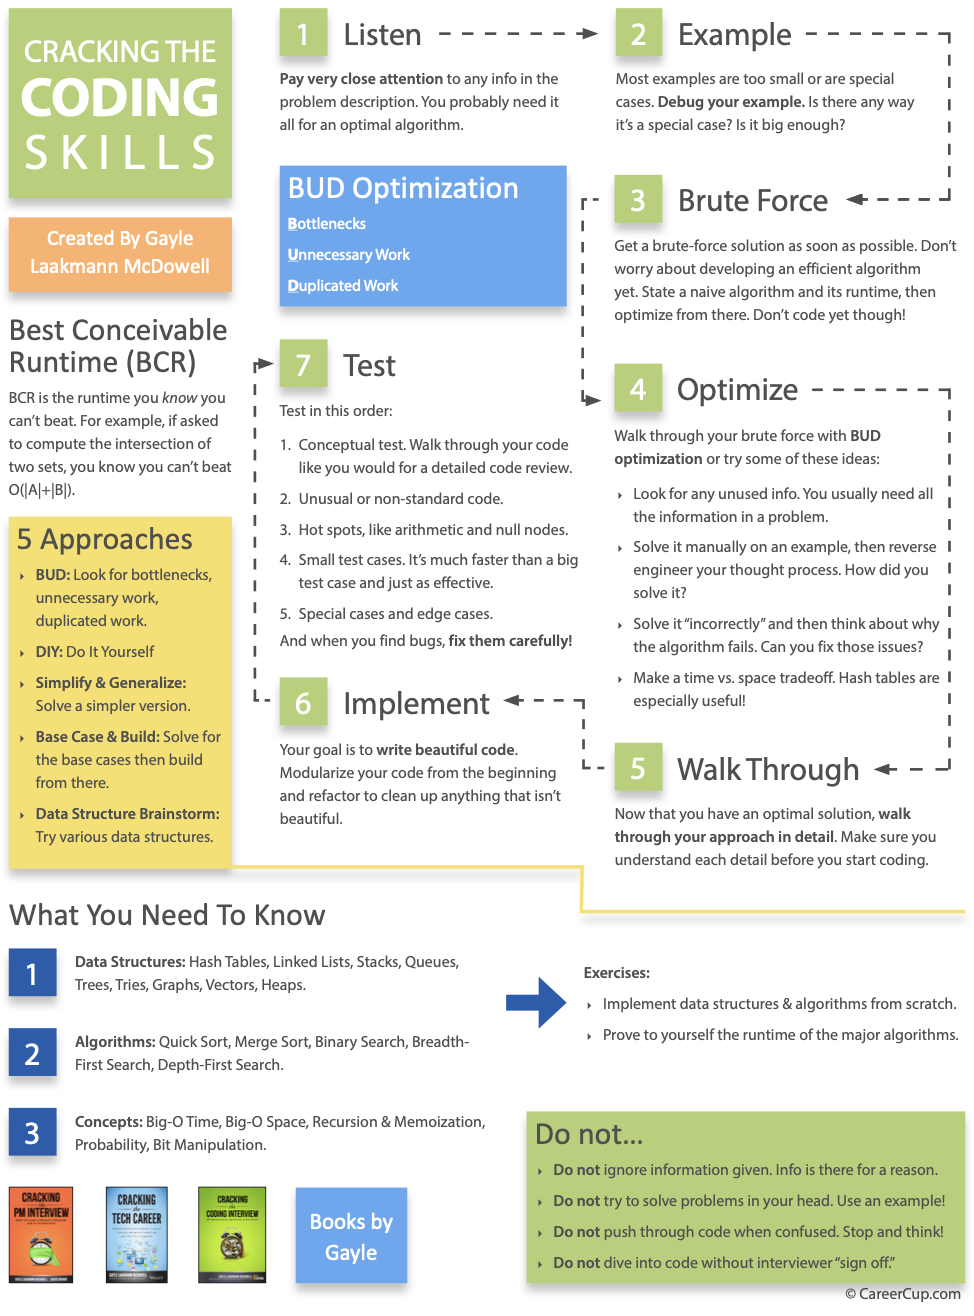 CRACKING THE
CODING
SKILLS
Created By Gayle
Laakmann McDowell
Best Conceivable
Runtime (BCR)
BCR is the runtime you know you
can't beat. For example, if asked
to compute the intersection of
two sets, you know you can't beat
O(|A|+|B|).
5 Approaches
‣ BUD: Look for bottlenecks,
unnecessary work,
duplicated work.
‣ DIY: Do It Yourself
‣ Simplify & Generalize:
Solve a simpler version.
‣ Base Case & Build: Solve for
the base cases then build
from there.
‣ Data Structure Brainstorm:
Try various data structures.
1 Listen
Pay very close attention to any info in the
problem description. You probably need it
all for an optimal algorithm.
2 Example
Most examples are too small or are special
cases. Debug your example. Is there any way
it's a special case? Is it big enough?
BUD Optimization
Bottlenecks
Unnecessary Work
Duplicated Work
3 Brute Force
Get a brute-force solution as soon as possible. Don't
worry about developing an efficient algorithm
yet. State a naive algorithm and its runtime, then
optimize from there. Don't code yet though!
4 Optimize
Walk through your brute force with BUD
optimization or try some of these ideas:
‣ Look for any unused info. You usually need all
the information in a problem.
‣ Solve it manually on an example, then reverse
engineer your thought process. How did you
solve it?
‣ Solve it "incorrectly" and then think about why
the algorithm fails. Can you fix those issues?
‣ Make a time vs. space tradeoff. Hash tables are
especially useful!
5 Walk Through
Now that you have an optimal solution, walk
through your approach in detail. Make sure you
understand each detail before you start coding.
6 Implement
Your goal is to write beautiful code.
Modularize your code from the beginning
and refactor to clean up anything that isn't
beautiful.
7 Test
Test in this order:
1. Conceptual test. Walk through your code
like you would for a detailed code review.
2. Unusual or non-standard code.
3. Hot spots, like arithmetic and null nodes.
4. Small test cases. It's much faster than a big
test case and just as effective.
5. Special cases and edge cases.
And when you find bugs, fix them carefully!
What You Need To Know
1 Data Structures: Hash Tables, Linked Lists, Stacks, Queues,
Trees, Tries, Graphs, Vectors, Heaps.
2 Algorithms: Quick Sort, Merge Sort, Binary Search, Breadth-
First Search, Depth-First Search.
3 Concepts: Big-O Time, Big-O Space, Recursion & Memoization,
Probability, Bit Manipulation.
Exercises:
‣ Implement data structures & algorithms from scratch.
‣ Prove to yourself the runtime of the major algorithms.
CRACKING
the
PM INTERVIEW
CRACKING
the
TECH CAREER
CRACKING
the
CODING INTERVIEW
Books by
Gayle
Do not...
‣ Do not ignore information given. Info is there for a reason.
‣ Do not try to solve problems in your head. Use an example!
‣ Do not push through code when confused. Stop and think!
‣ Do not dive into code without interviewer "sign off."
© CareerCup.com